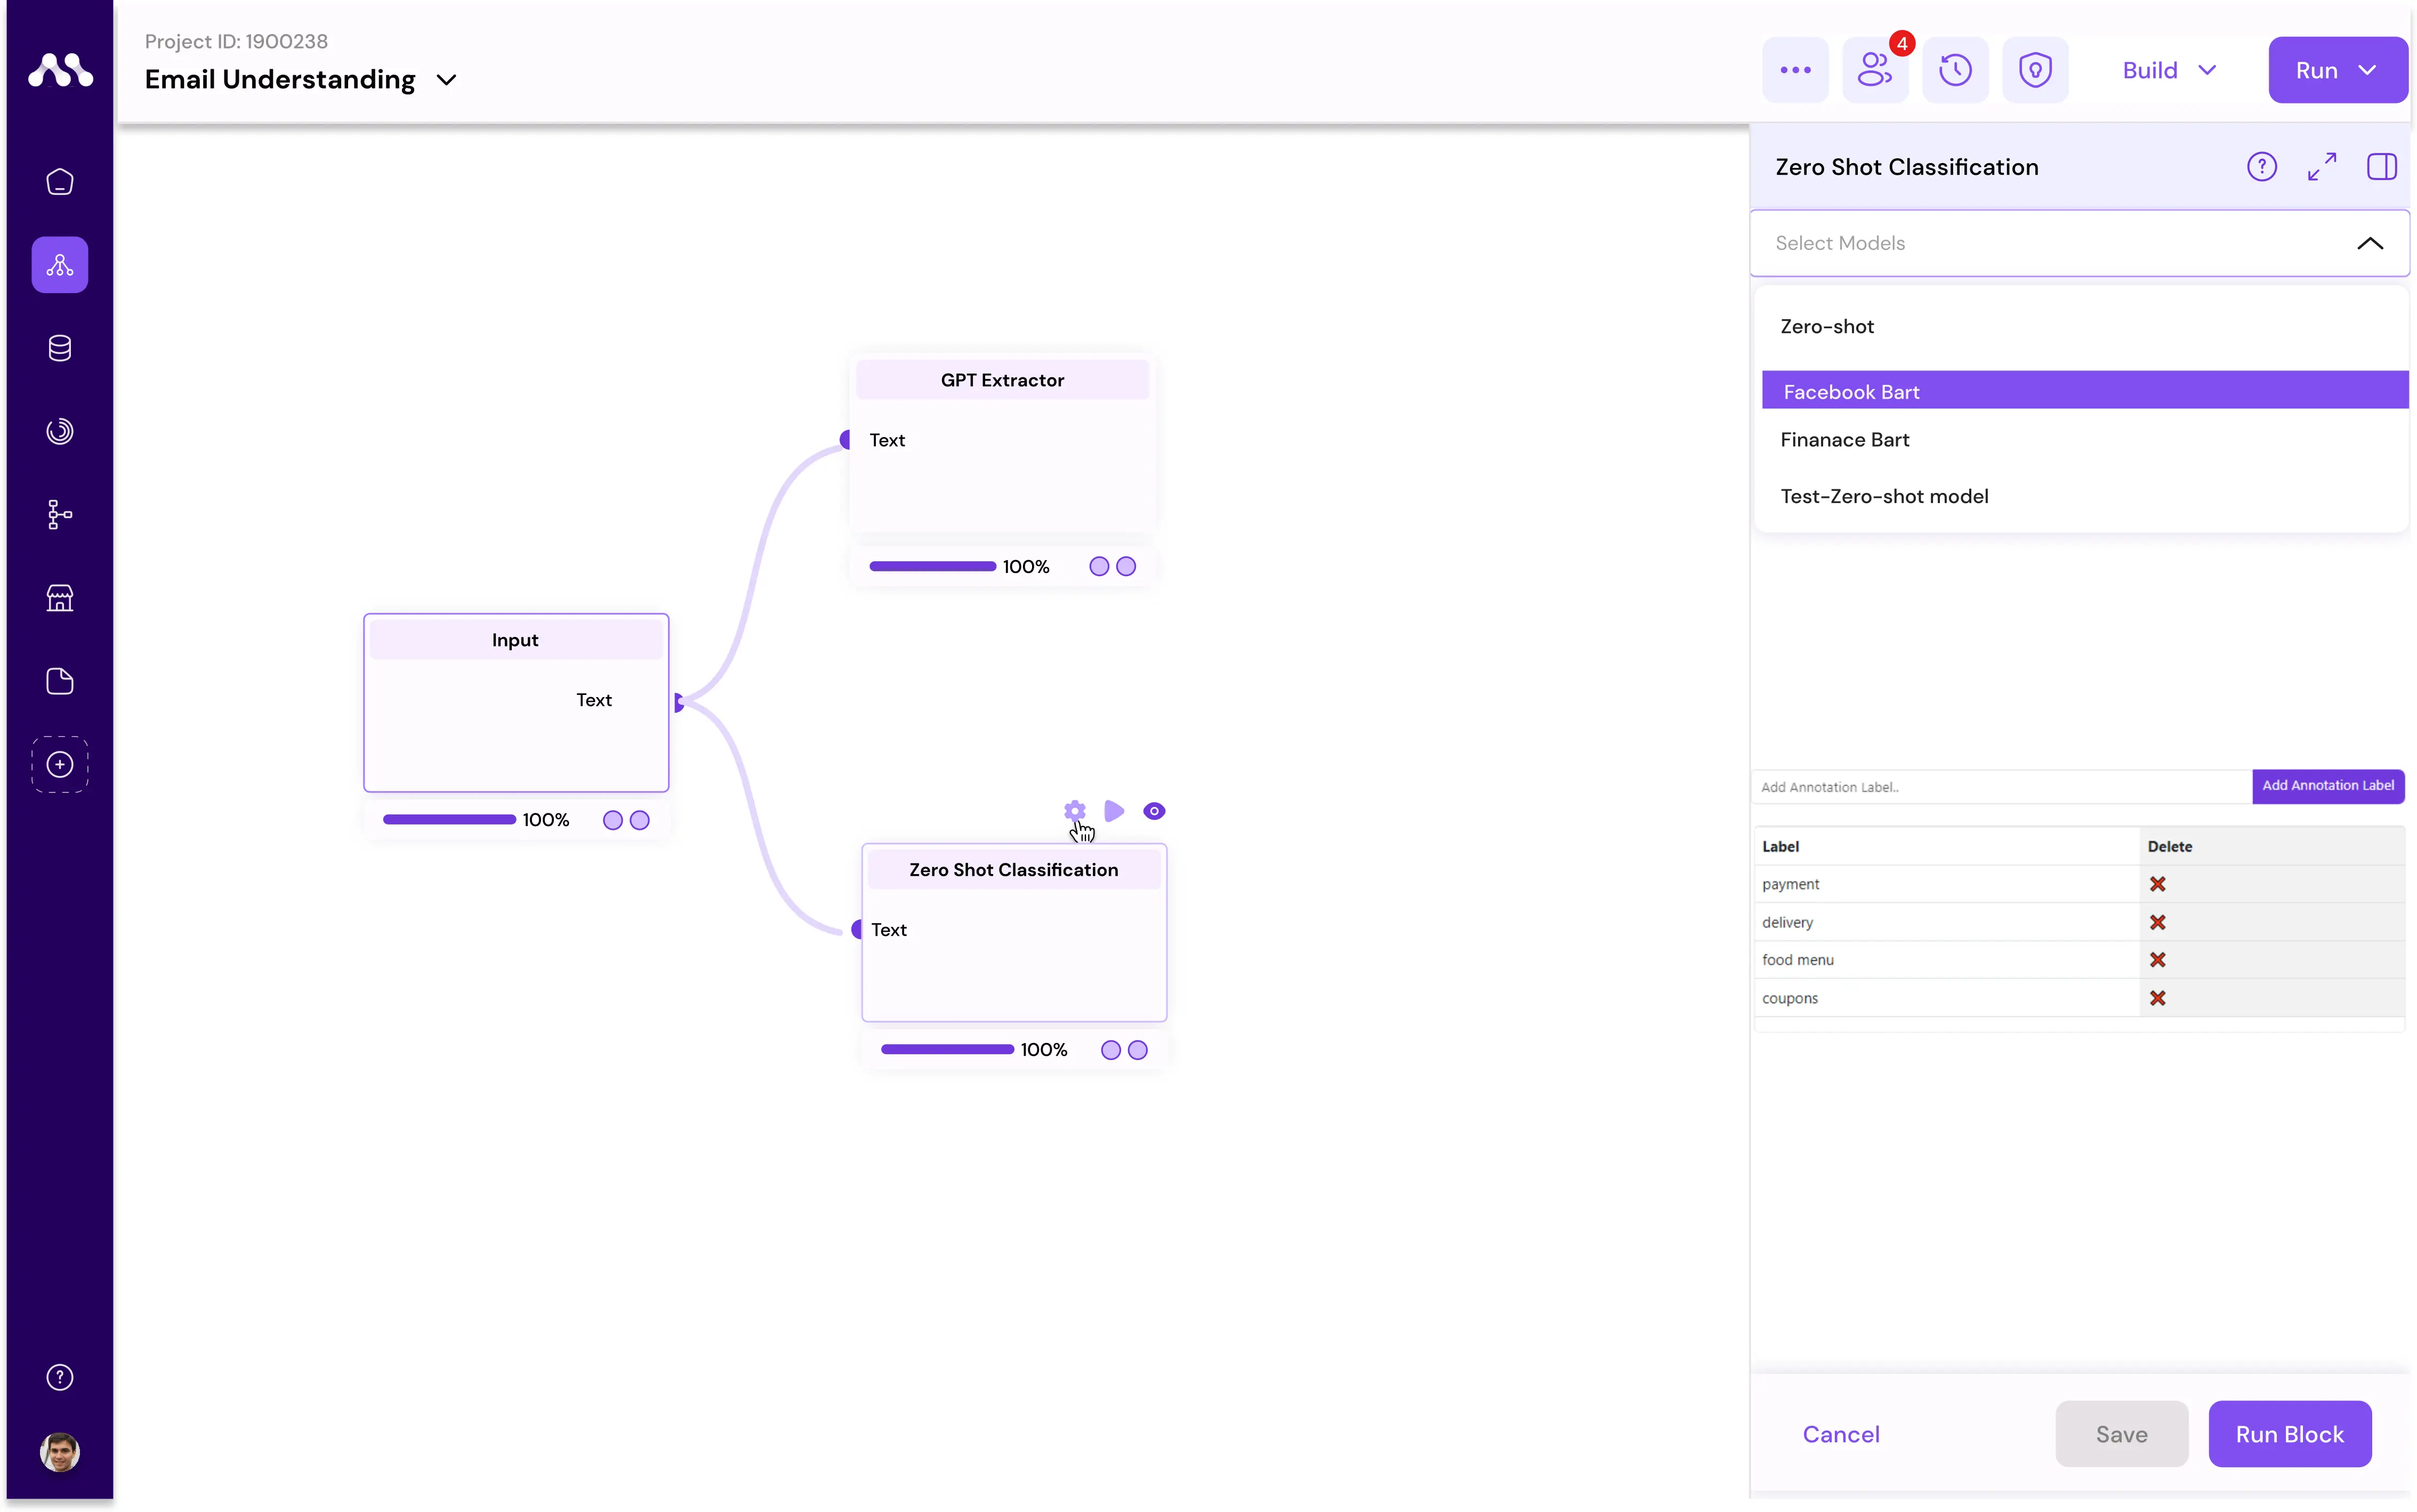 Project ID: 1900238
Email Understanding
4
Build
Run
Zero Shot Classification
Select Models
Zero-shot
Facebook Bart
Finanace Bart
Test-Zero-shot model
GPT Extractor
Text
100%
Input
Text
100%
Zero Shot Classification
Text
100%
Add Annotation Label..
Add Annotation Label
Label Delete
payment
delivery
food menu
coupons
Cancel
Save
Run Block